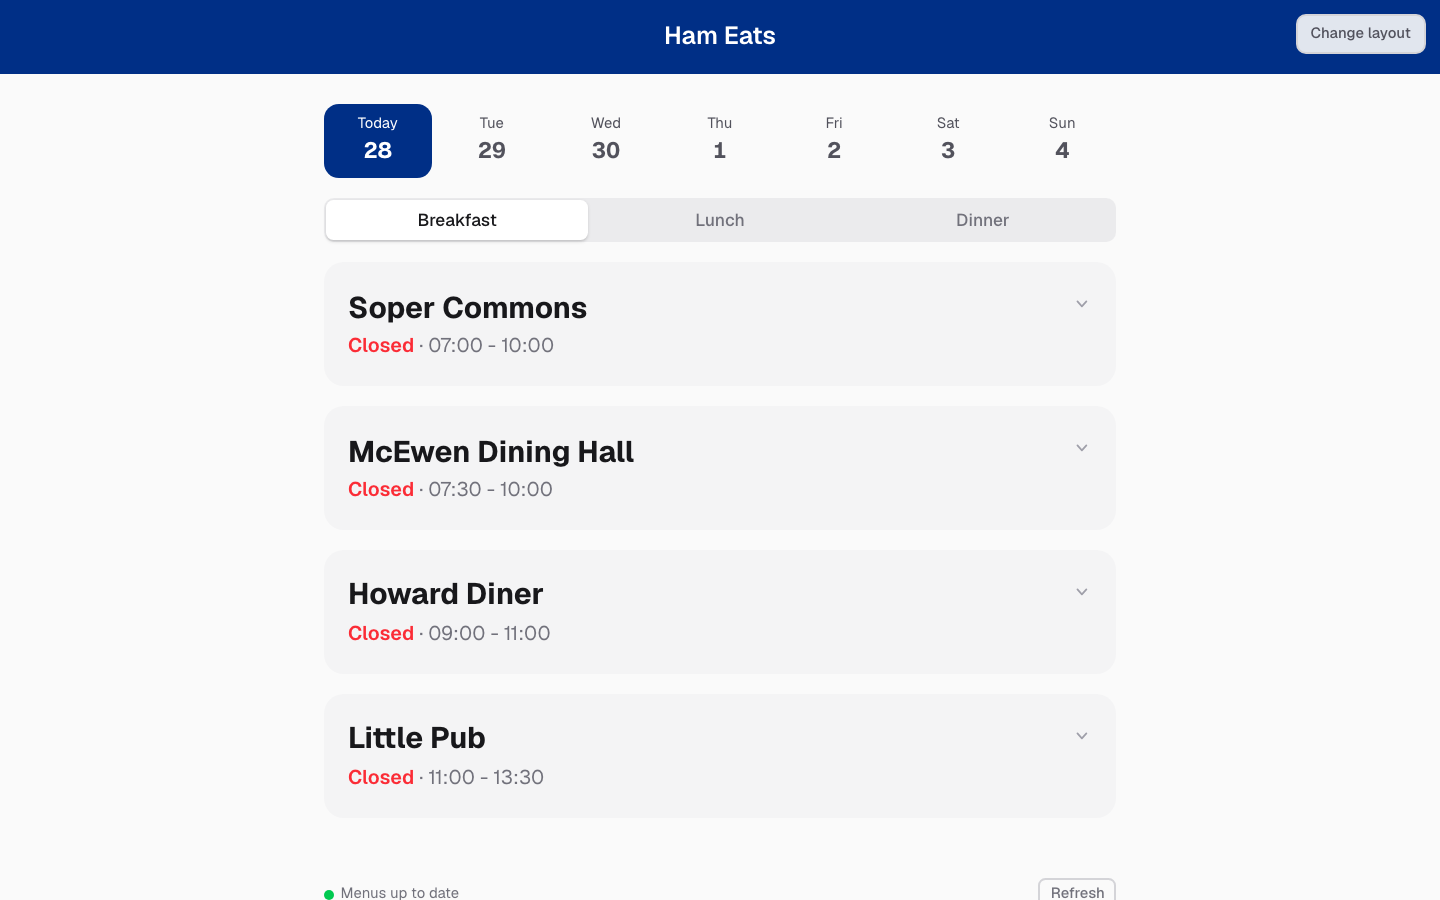 Ham Eats
Change layout
Today
28
Tue
29
Wed
30
Thu
1
Fri
2
Sat
3
Sun
4
Breakfast
Lunch
Dinner
Soper Commons
Closed · 07:00 - 10:00
McEwen Dining Hall
Closed · 07:30 - 10:00
Howard Diner
Closed · 09:00 - 11:00
Little Pub
Closed · 11:00 - 13:30
Menus up to date
Refresh